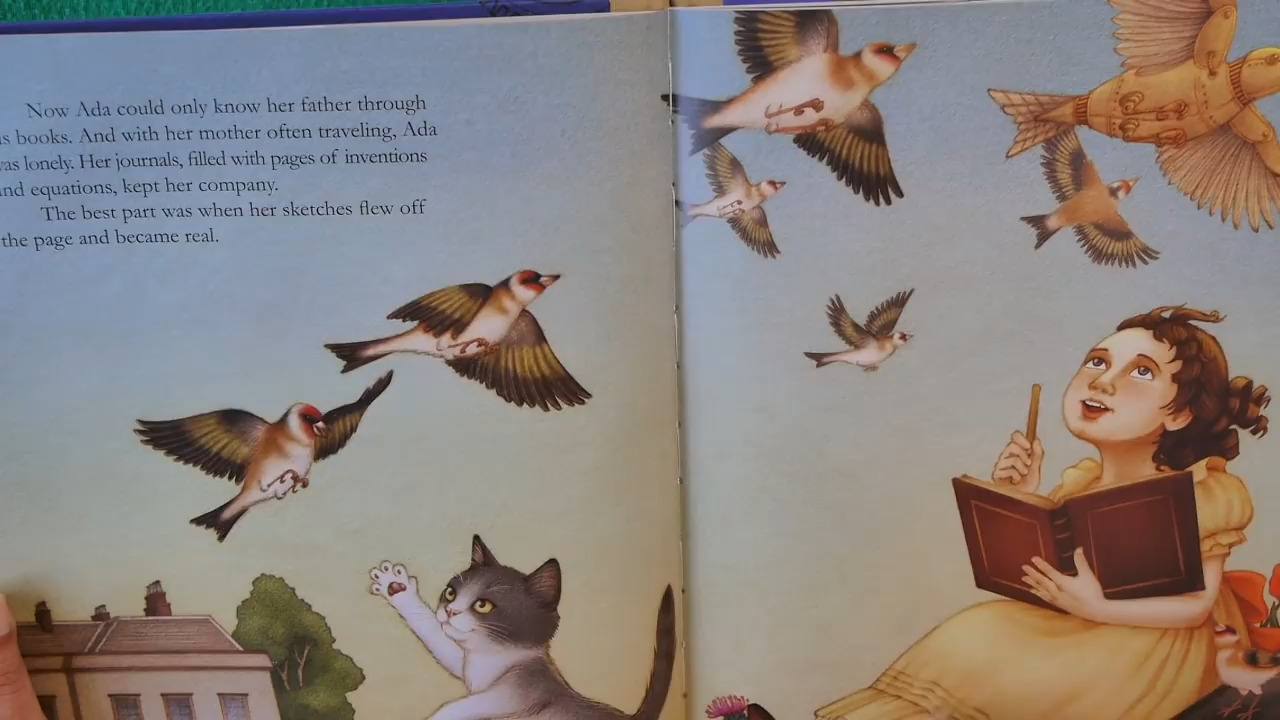 Now Ada could only know her father through
books. And with her mother often traveling, Ada
lonely. Her journals, filled with pages of inventions
equations, kept her company.
The best part was when her sketches flew off
the page and became real.